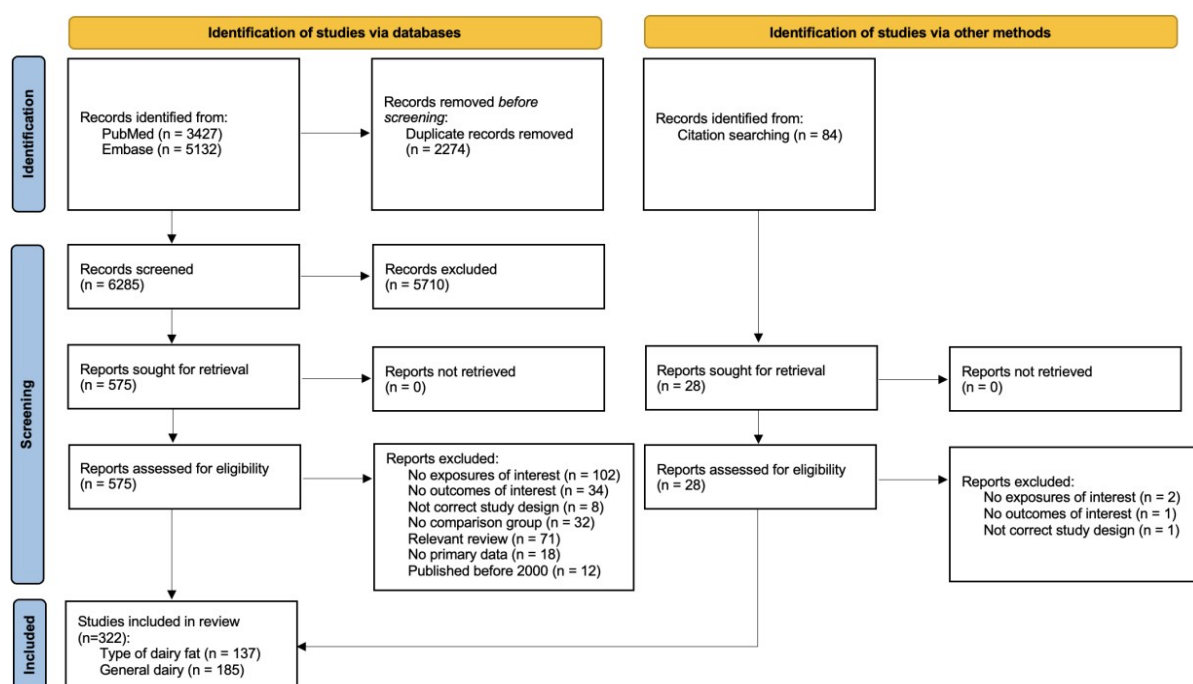 Identification of studies via databases
Identification of studies via other methods
Identification
Records identified from:
PubMed (n = 3427)
Embase (n = 5132)
Records removed before
screening:
Duplicate records removed
(n = 2274)
Records identified from:
Citation searching (n = 84)
Screening
Records screened
(n = 6285)
Records excluded
(n = 5710)
Reports sought for retrieval
(n = 575)
Reports not retrieved
(n = 0)
Reports sought for retrieval
(n = 28)
Reports not retrieved
(n = 0)
Reports assessed for eligibility
(n = 575)
Reports excluded:
No exposures of interest (n = 102)
No outcomes of interest (n = 34)
Not correct study design (n = 8)
No comparison group (n = 32)
Relevant review (n = 71)
No primary data (n = 18)
Published before 2000 (n = 12)
Reports assessed for eligibility
(n = 28)
Reports excluded:
No exposures of interest (n = 2)
No outcomes of interest (n = 1)
Not correct study design (n = 1)
Included
Studies included in review
(n=322):
Type of dairy fat (n = 137)
General dairy (n = 185)